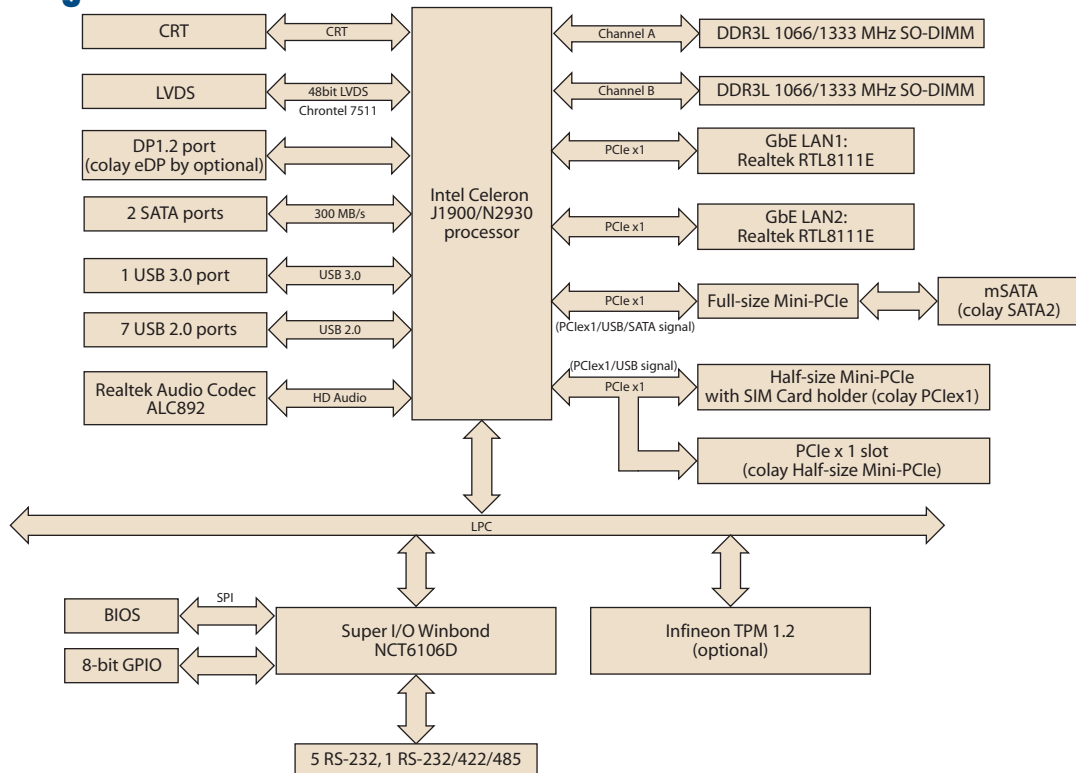 CRT
CRT
LVDS
48bit LVDS
Chrontel 7511
DP1.2 port
(colay eDP by optional)
2 SATA ports
300 MB/s
1 USB 3.0 port
USB 3.0
7 USB 2.0 ports
USB 2.0
Realtek Audio Codec
ALC892
HD Audio
Intel Celeron
J1900/N2930
processor
Channel A
DDR3L 1066/1333 MHz SO-DIMM
Channel B
DDR3L 1066/1333 MHz SO-DIMM
PCIe x1
GbE LAN1:
Realtek RTL8111E
PCIe x1
GbE LAN2:
Realtek RTL8111E
PCIe x1
(PCIex1/USB/SATA signal)
Full-size Mini-PCIe
mSATA
(colay SATA2)
(PCIex1/USB signal)
PCIe x1
Half-size Mini-PCIe
with SIM Card holder (colay PCIex1)
PCIe x 1 slot
(colay Half-size Mini-PCIe)
LPC
BIOS
SPI
8-bit GPIO
Super I/O Winbond
NCT6106D
Infineon TPM 1.2
(optional)
5 RS-232, 1 RS-232/422/485